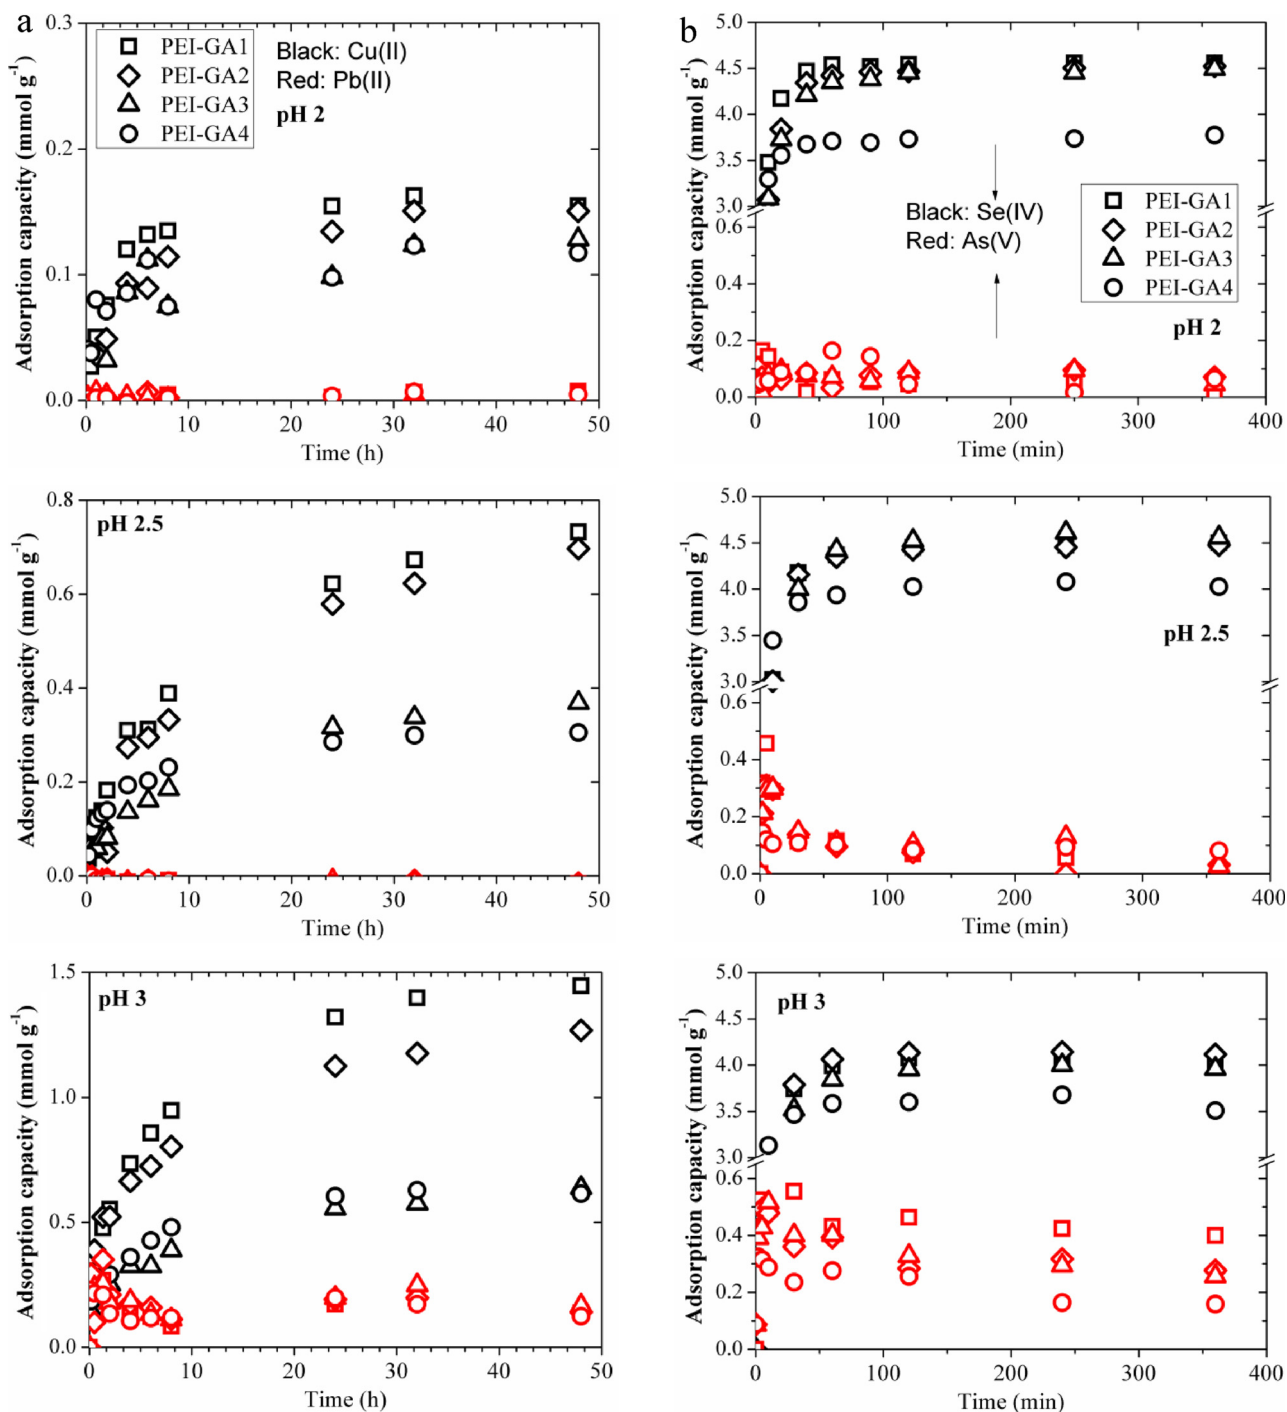 a
Adsorption capacity (mmol g-1)
0.3
0.2
0.1
0.0
PEI-GA1
PEI-GA2
PEI-GA3
PEI-GA4
Black: Cu(II)
Red: Pb(II)
pH 2
0 10 20 30 40 50
Time (h)
b
Adsorption capacity (mmol g-1)
5.0
4.5
4.0
3.5
3.0
0.6
0.4
0.2
0.0
Black: Se(IV)
Red: As(V)
PEI-GA1
PEI-GA2
PEI-GA3
PEI-GA4
pH 2
0 100 200 300 400
Time (min)
Adsorption capacity (mmol g-1)
0.8
0.6
0.4
0.2
0.0
pH 2.5
0 10 20 30 40 50
Time (h)
Adsorption capacity (mmol g-1)
5.0
4.5
4.0
3.5
3.0
0.6
0.4
0.2
0.0
pH 2.5
0 100 200 300 400
Time (min)
Adsorption capacity (mmol g-1)
1.5
1.0
0.5
0.0
pH 3
0 10 20 30 40 50
Time (h)
Adsorption capacity (mmol g-1)
5.0
4.5
4.0
3.5
3.0
0.6
0.4
0.2
0.0
pH 3
0 100 200 300 400
Time (min)